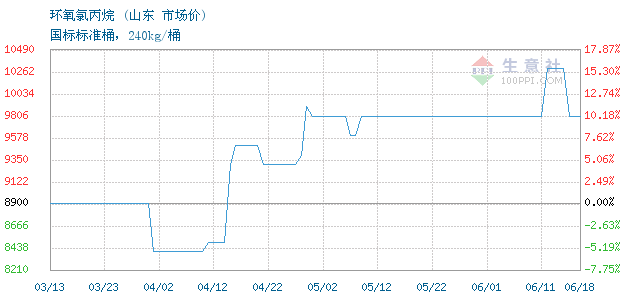 环氧氯丙烷 (山东 市场价)
国标标准桶，240kg/桶
生意社
100PPI.COM
10490 17.87%
10262 15.30%
10034 12.74%
9806 10.18%
9578 7.62%
9350 5.06%
9122 2.49%
8900 0.00%
8666 -2.63%
8438 -5.19%
8210 -7.75%
03/13 03/23 04/02 04/12 04/22 05/02 05/12 05/22 06/01 06/11 06/18